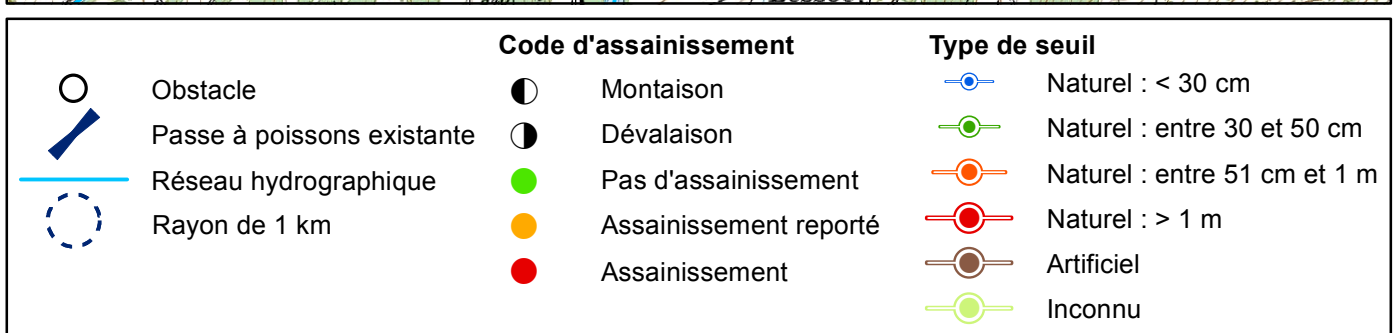 Obstacle
Passe à poissons existante
Réseau hydrographique
Rayon de 1 km
Code d'assainissement
Montaison
Dévalaison
Pas d'assainissement
Assainissement reporté
Assainissement
Type de seuil
Naturel : < 30 cm
Naturel : entre 30 et 50 cm
Naturel : entre 51 cm et 1 m
Naturel : > 1 m
Artificiel
Inconnu